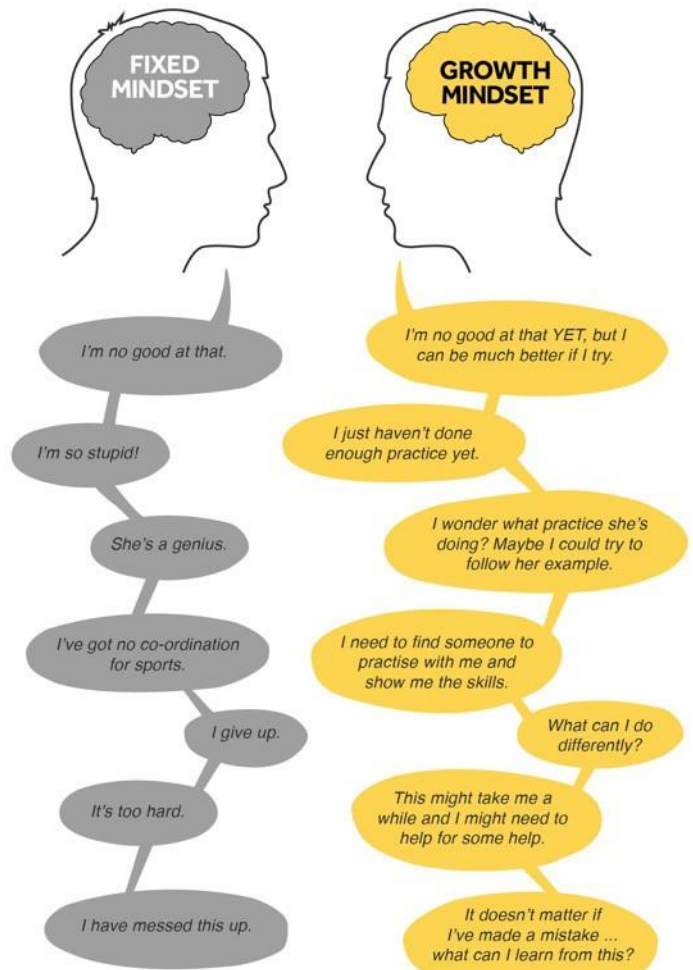 FIXED
MINDSET
I'm no good at that.
I'm so stupid!
She's a genius.
I've got no co-ordination
for sports.
I give up.
It's too hard.
I have messed this up.
GROWTH
MINDSET
I'm no good at that YET, but I
can be much better if I try.
I just haven't done
enough practice yet.
I wonder what practice she's
doing? Maybe I could try to
follow her example.
I need to find someone to
practise with me and
show me the skills.
What can I do
differently?
This might take me a
while and I might need to
help for some help.
It doesn't matter if
I've made a mistake ...
what can I learn from this?